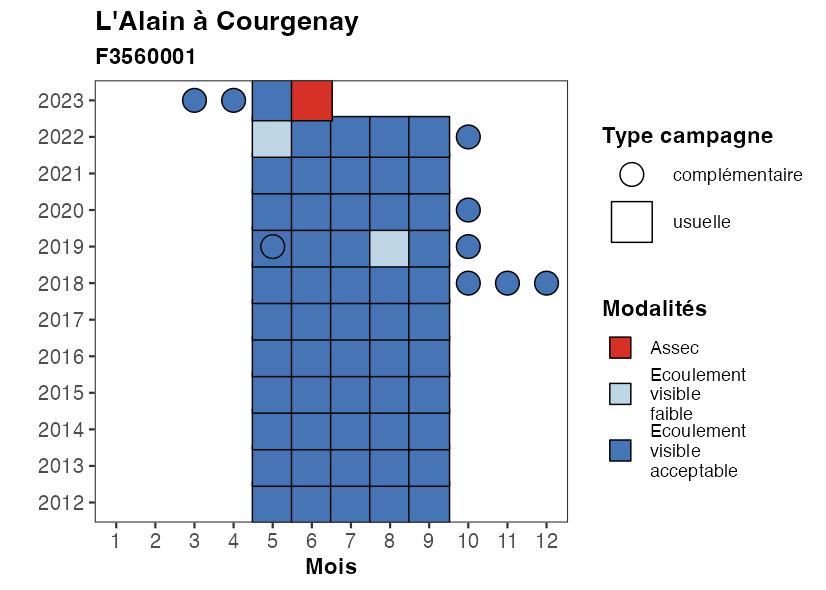 L'Alain à Courgenay
F3560001
2023
2022
2021
2020
2019
2018
2017
2016
2015
2014
2013
2012
1 2 3 4 5 6 7 8 9 10 11 12
Mois
Type campagne
complémentaire
usuelle
Modalités
Assec
Ecoulement
visible
faible
Ecoulement
visible
acceptable